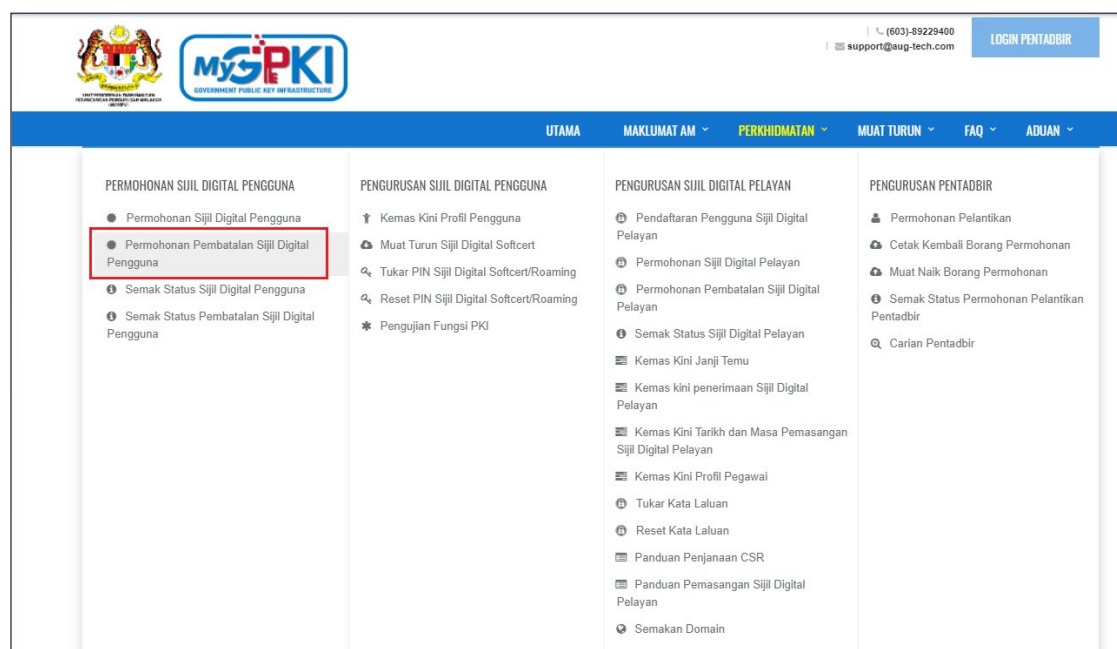 (603)-89229400
support@aug-tech.com
LOGIN PENTADBIR
MyGPKI
GOVERNMENT PUBLIC KEY INFRASTRUCTURE
UTAMA MAKLUMAT AM PERKHIDMATAN MUAT TURUN FAQ ADUAN
PERMOHONAN SIJIL DIGITAL PENGGUNA
Permohonan Sijil Digital Pengguna
Permohonan Pembatalan Sijil Digital
Pengguna
Semak Status Sijil Digital Pengguna
Semak Status Pembatalan Sijil Digital
Pengguna
PENGURUSAN SIJIL DIGITAL PENGGUNA
Kemas Kini Profil Pengguna
Muat Turun Sijil Digital Softcert
Tukar PIN Sijil Digital Softcert/Roaming
Reset PIN Sijil Digital Softcert/Roaming
Pengujian Fungsi PKI
PENGURUSAN SIJIL DIGITAL PELAYAN
Pendaftaran Pengguna Sijil Digital
Pelayan
Permohonan Sijil Digital Pelayan
Permohonan Pembatalan Sijil Digital
Pelayan
Semak Status Sijil Digital Pelayan
Kemas Kini Janji Temu
Kemas kini penerimaan Sijil Digital
Pelayan
Kemas Kini Tarikh dan Masa Pemasangan
Sijil Digital Pelayan
Kemas Kini Profil Pegawai
Tukar Kata Laluan
Reset Kata Laluan
Panduan Penjanaan CSR
Panduan Pemasangan Sijil Digital
Pelayan
Semakan Domain
PENGURUSAN PENTADBIR
Permohonan Pelantikan
Cetak Kembali Borang Permohonan
Muat Naik Borang Permohonan
Semak Status Permohonan Pelantikan
Pentadbir
Carian Pentadbir